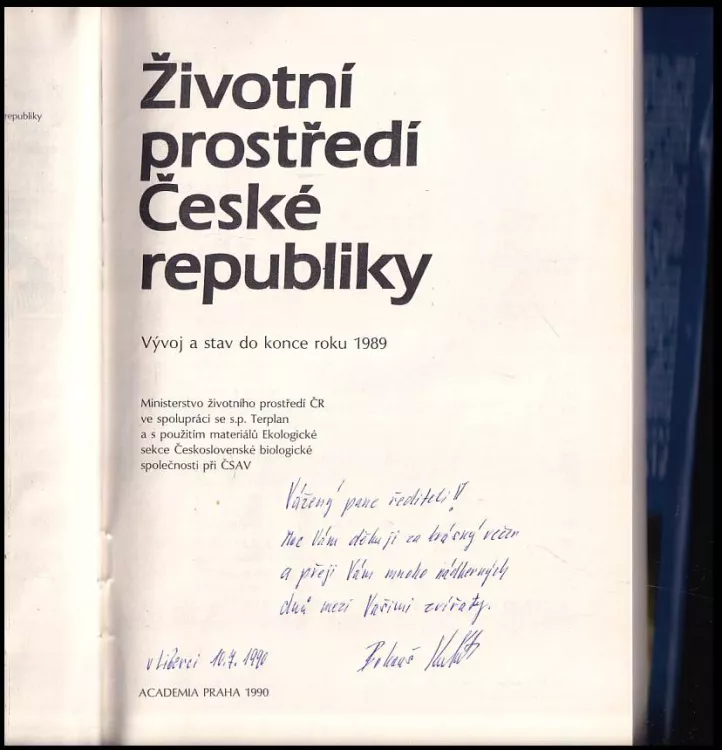 republiky
Životní
prostředí
České
republiky
Vývoj a stav do konce roku 1989
Ministerstvo životního prostředí ČR
ve spolupráci se s.p. Terplan
a s použitím materiálů Ekologické
sekce Československé biologické
společnosti při ČSAV
Vážený pane řediteli!
Moc Vám děkuji za krásný večer
a přeji Vám mnoho nádherných
dnů mezi Vašimi zvířaty.
v Liberci 10.7. 1990
ACADEMIA PRAHA 1990